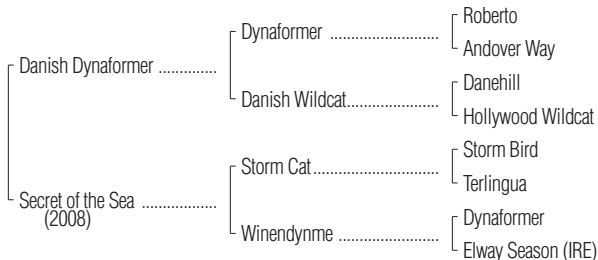 Roberto
Dynaformer ......................
Andover Way
Danish Dynaformer ..............
Danehill
Danish Wildcat...................
Hollywood Wildcat
Storm Bird
Storm Cat..........................
Terlingua
Secret of the Sea ..................
(2008)
Dynaformer
Winendynme ....................
Elway Season (IRE)